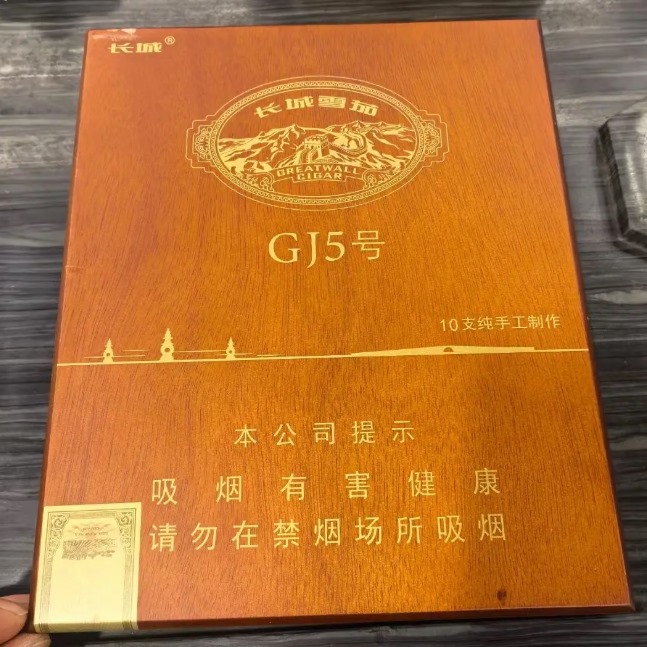 长城®
长城雪茄
GREATWALL
CIGAR
GJ5号
10支纯手工制作
本公司提示
吸烟有害健康
请勿在禁烟场所吸烟